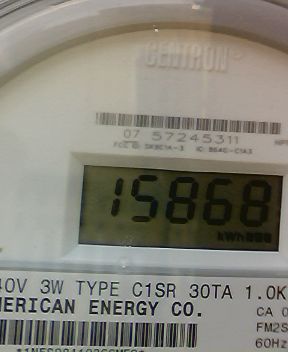 CENTRON
07 57245311
15868
kWh
40V 3W TYPE C1SR 30TA 1.0K
MERICAN ENERGY CO.
CA 0
FM2S
60Hz